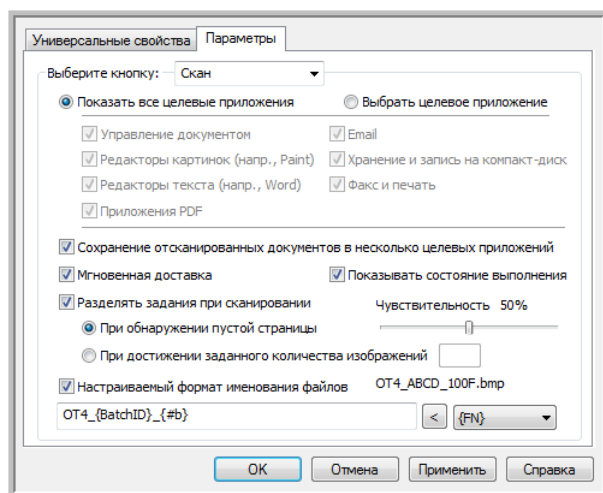 Универсальные свойства Параметры
Выберите кнопку: Скан
Показать все целевые приложения Выбрать целевое приложение
Управление документом Email
Редакторы картинок (напр., Paint) Хранение и запись на компакт-диск
Редакторы текста (напр., Word) Факс и печать
Приложения PDF
Сохранение отсканированных документов в несколько целевых приложений
Мгновенная доставка Показывать состояние выполнения
Разделять задания при сканировании Чувствительность 50%
При обнаружении пустой страницы
При достижении заданного количества изображений
Настраиваемый формат именования файлов OT4_ABCD_100F.bmp
OT4_{BatchID}_{#b} < {FN}
OK Отмена Применить Справка